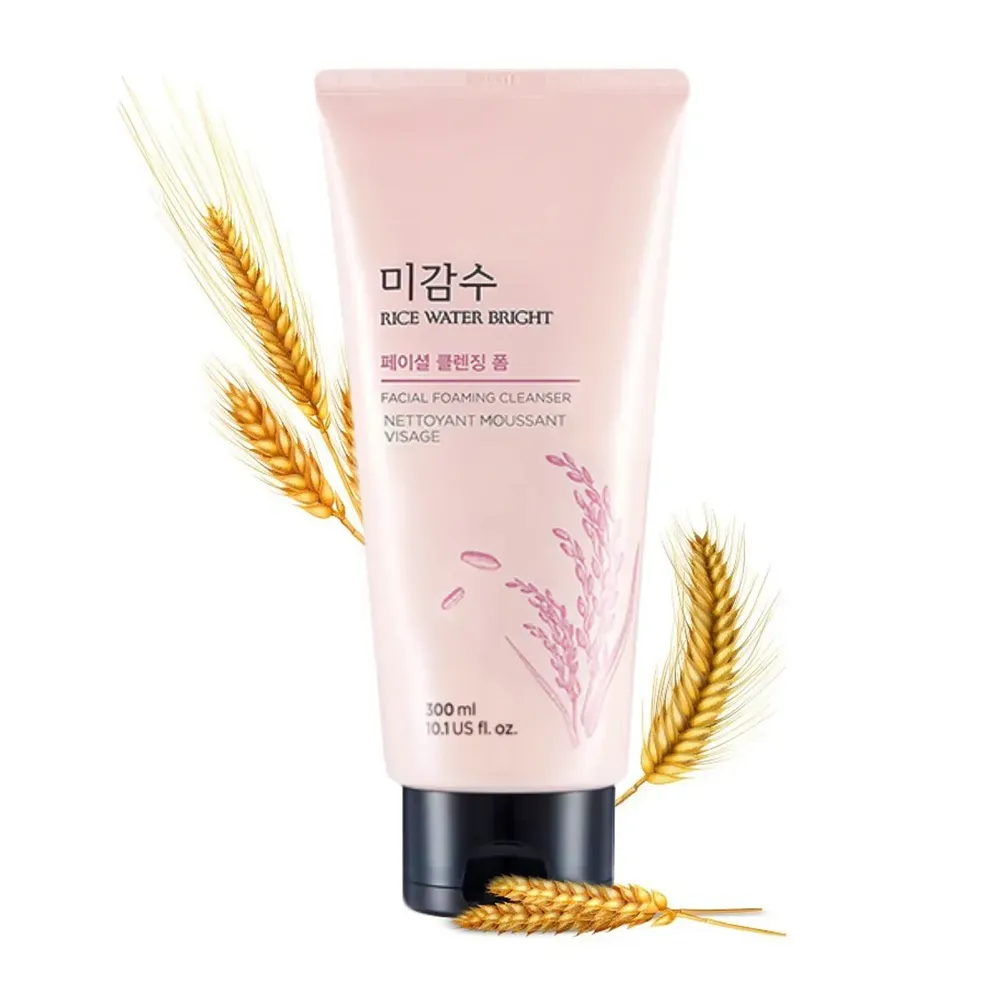 미감수
RICE WATER BRIGHT
페이셜 클렌징 폼
FACIAL FOAMING CLEANSER
NETTOYANT MOUSSANT
VISAGE
300 ml
10.1 US fl. oz.